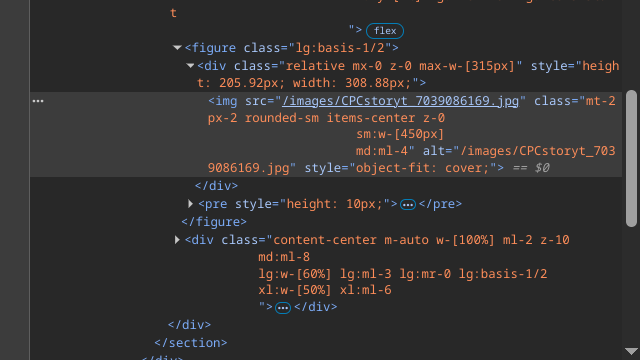 t
"> flex
<figure class="lg:basis-1/2">
<div class="relative mx-0 z-0 max-w-[315px]" style="heigh
t: 205.92px; width: 308.88px;">
<img src="/images/CPCstoryt_7039086169.jpg" class="mt-2
px-2 rounded-sm items-center z-0
sm:w-[450px]
md:ml-4" alt="/images/CPCstoryt_703
9086169.jpg" style="object-fit: cover;"> == $0
</div>
<pre style="height: 10px;">…</pre>
</figure>
<div class="content-center m-auto w-[100%] ml-2 z-10
md:ml-8
lg:w-[60%] lg:ml-3 lg:mr-0 lg:basis-1/2
xl:w-[50%] xl:ml-6
">…</div>
</div>
</section>